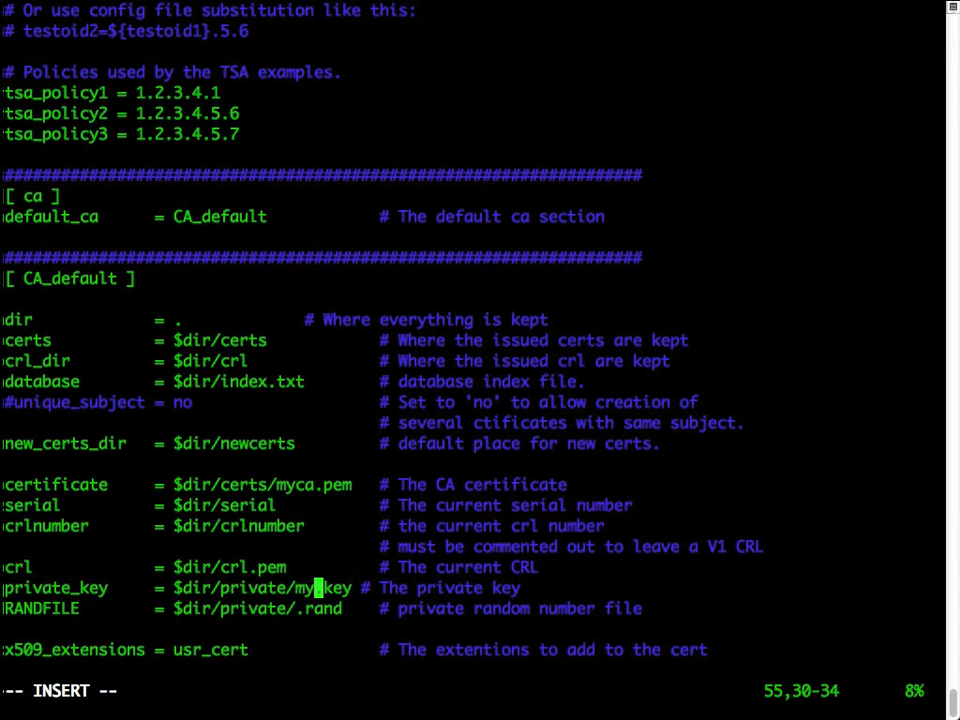 # Or use config file substitution like this:
# testoid2=${testoid1}.5.6
# Policies used by the TSA examples.
tsa_policy1 = 1.2.3.4.1
tsa_policy2 = 1.2.3.4.5.6
tsa_policy3 = 1.2.3.4.5.7
####################################################################
[ ca ]
default_ca = CA_default # The default ca section
####################################################################
[ CA_default ]
dir = . # Where everything is kept
certs = $dir/certs # Where the issued certs are kept
crl_dir = $dir/crl # Where the issued crl are kept
database = $dir/index.txt # database index file.
#unique_subject = no # Set to 'no' to allow creation of
# several ctificates with same subject.
new_certs_dir = $dir/newcerts # default place for new certs.
certificate = $dir/certs/myca.pem # The CA certificate
serial = $dir/serial # The current serial number
crlnumber = $dir/crlnumber # the current crl number
# must be commented out to leave a V1 CRL
crl = $dir/crl.pem # The current CRL
private_key = $dir/private/my.key # The private key
RANDFILE = $dir/private/.rand # private random number file
x509_extensions = usr_cert # The extentions to add to the cert
-- INSERT -- 55,30-34 8%